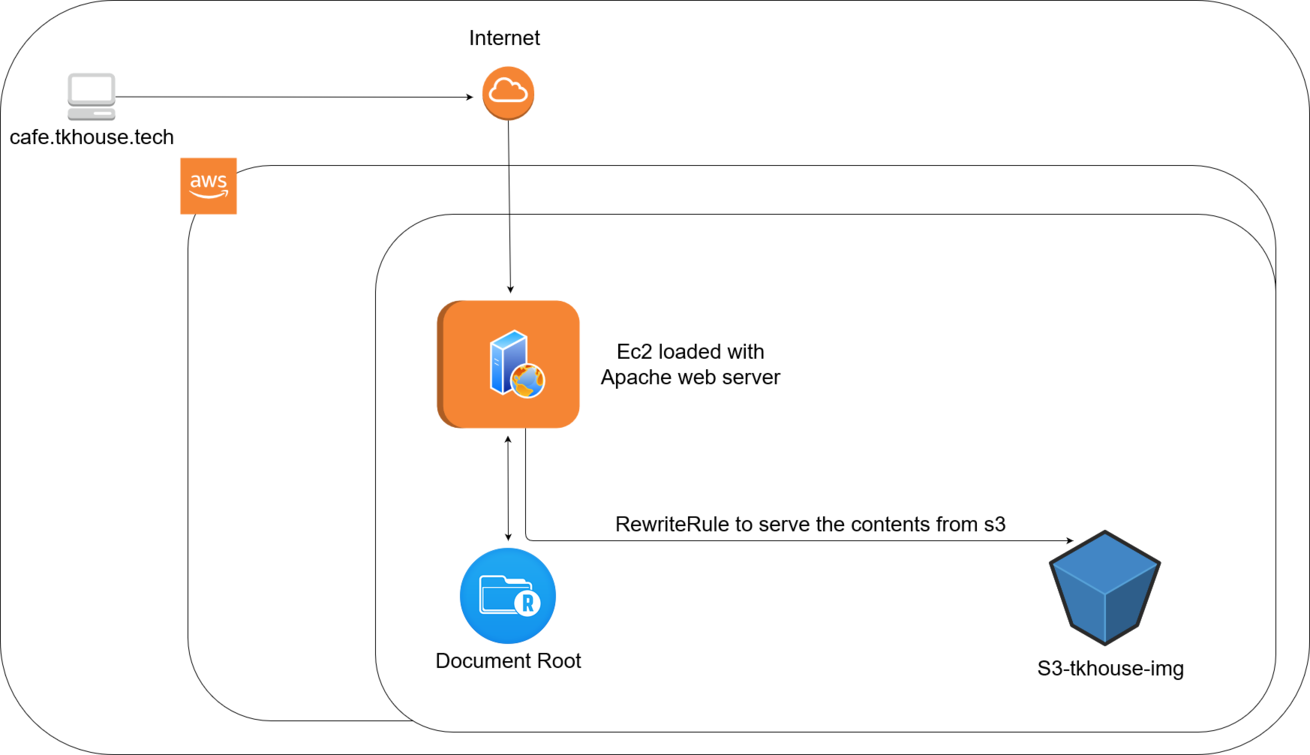 Internet
cafe.tkhouse.tech
aws
Ec2 loaded with
Apache web server
RewriteRule to serve the contents from s3
R
Document Root
S3-tkhouse-img